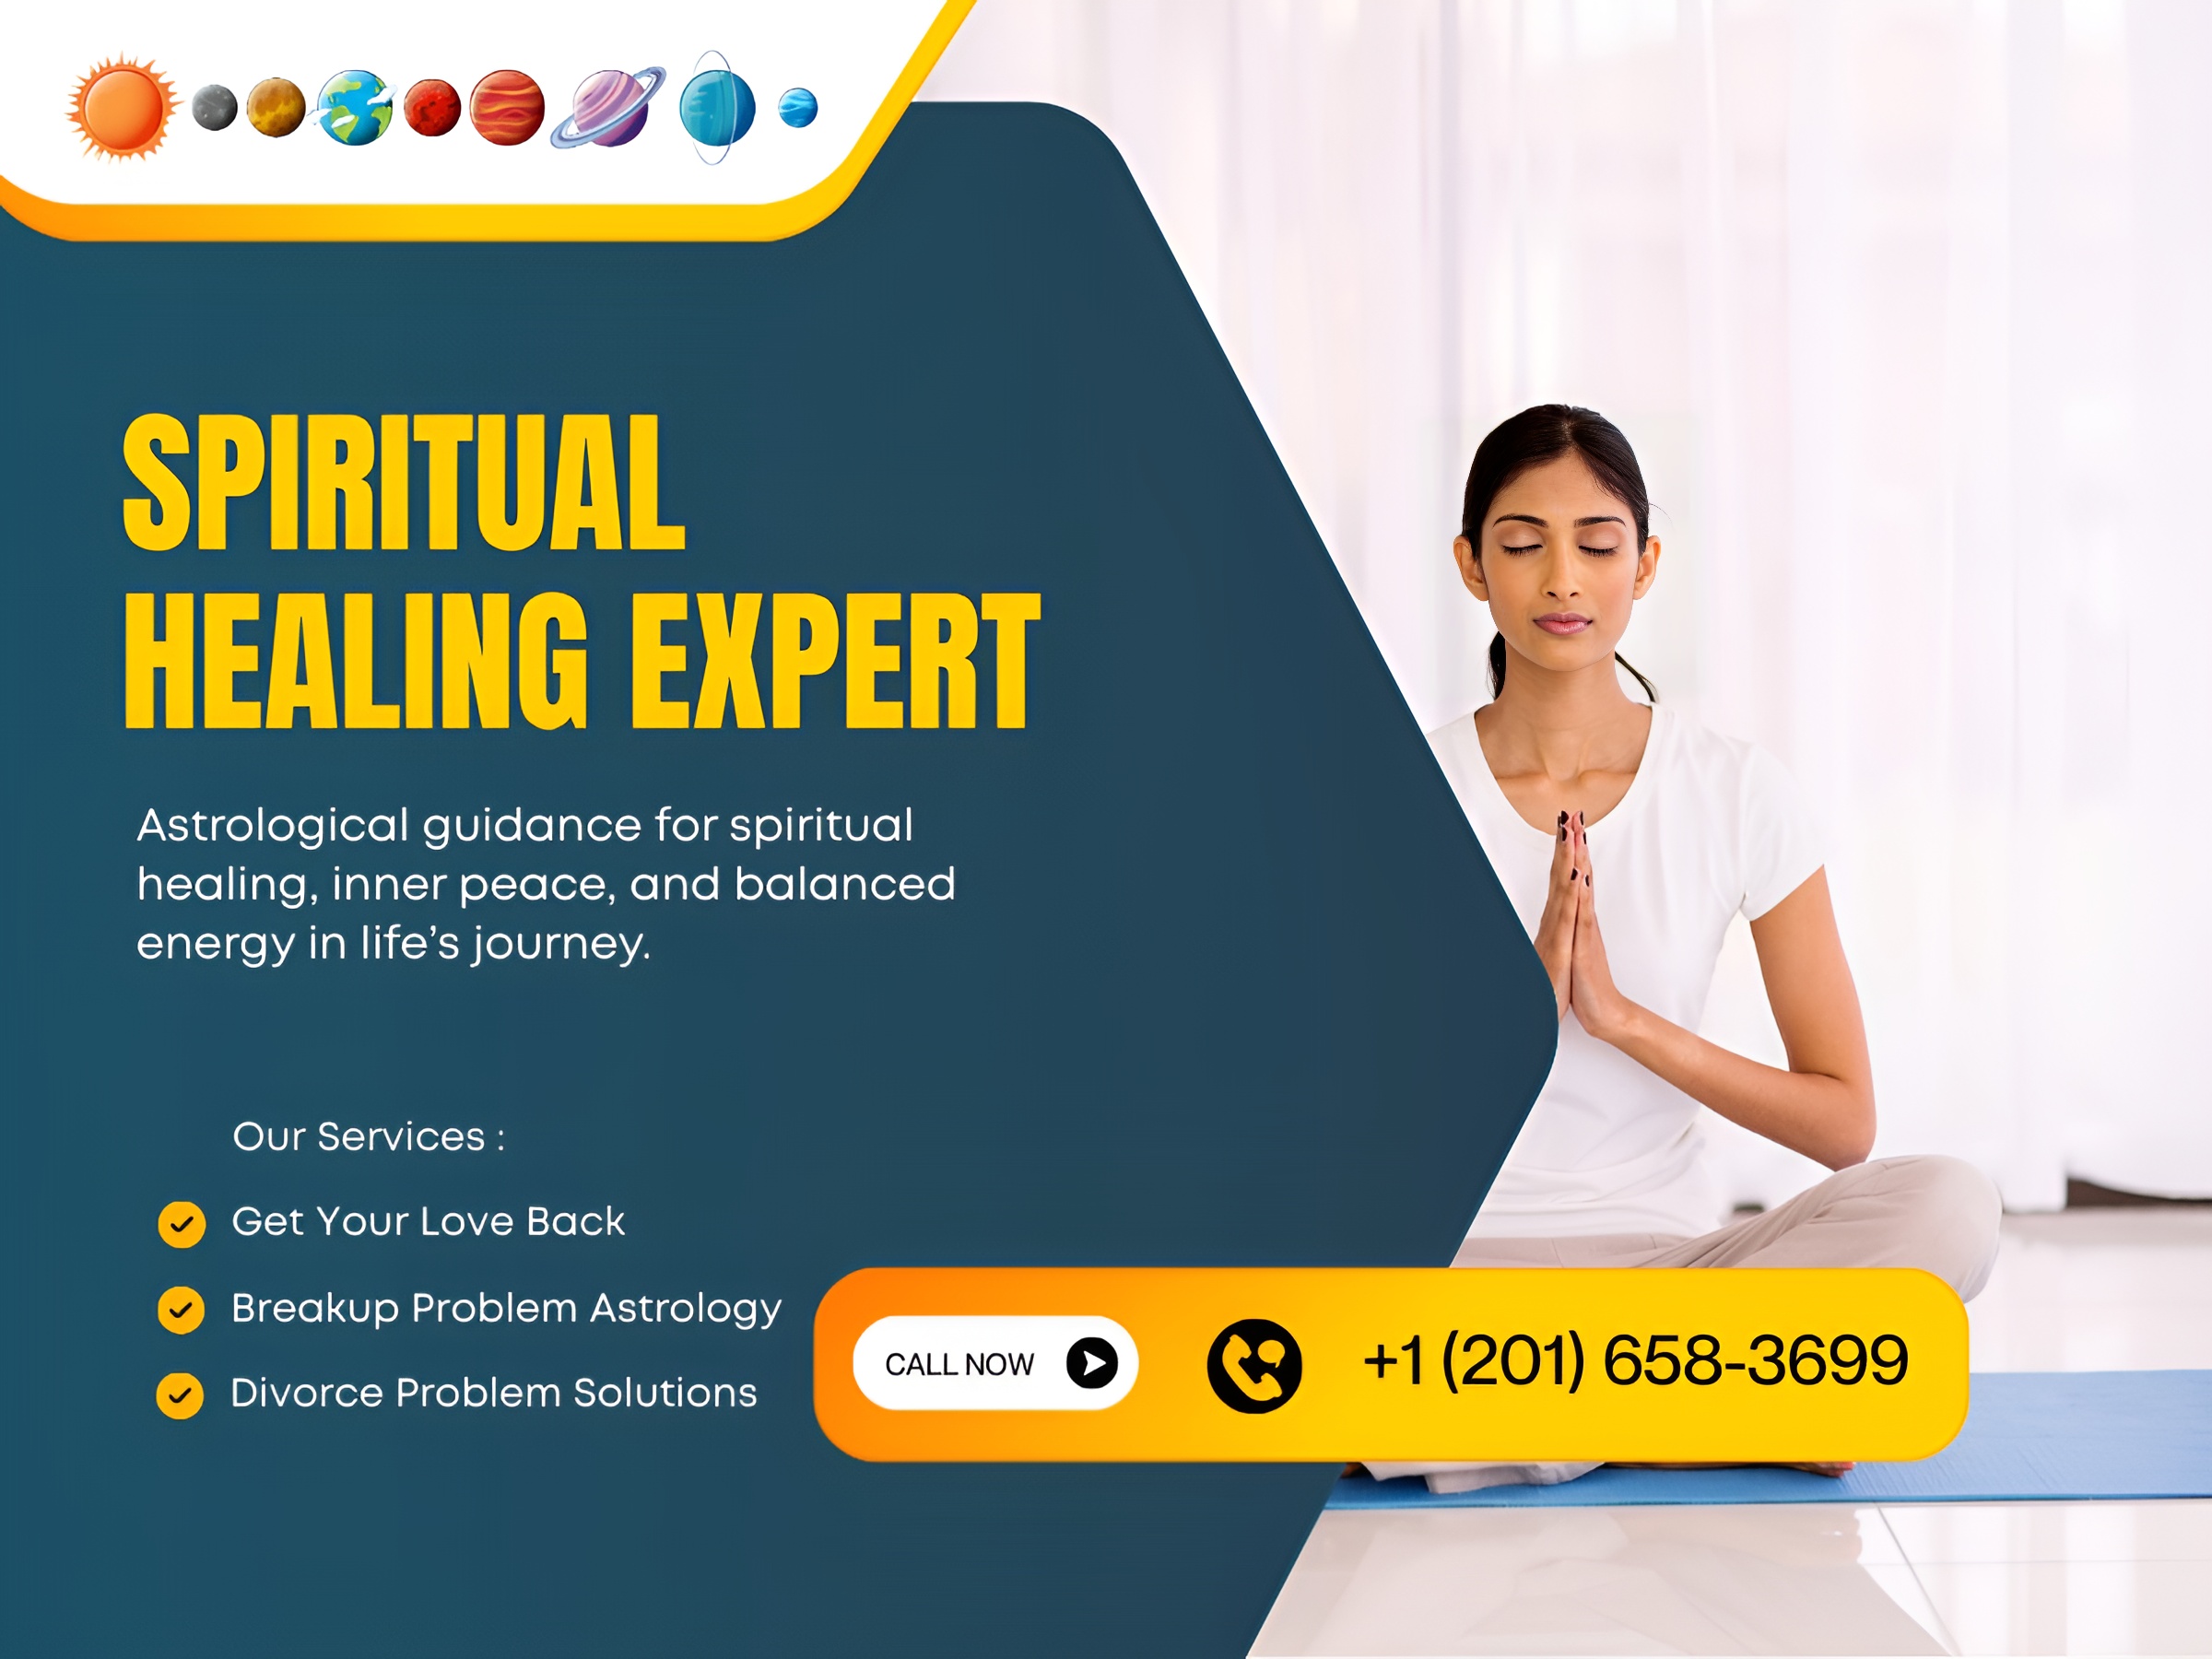 SPIRITUAL
HEALING EXPERT
Astrological guidance for spiritual
healing, inner peace, and balanced
energy in life’s journey.
Our Services :
Get Your Love Back
Breakup Problem Astrology
Divorce Problem Solutions
CALL NOW
+1 (201) 658-3699